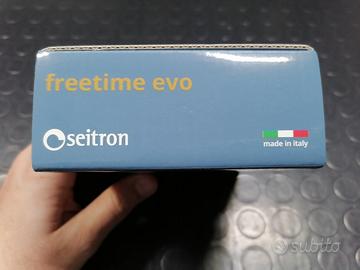 freetime evo
seitron
made in italy
subito